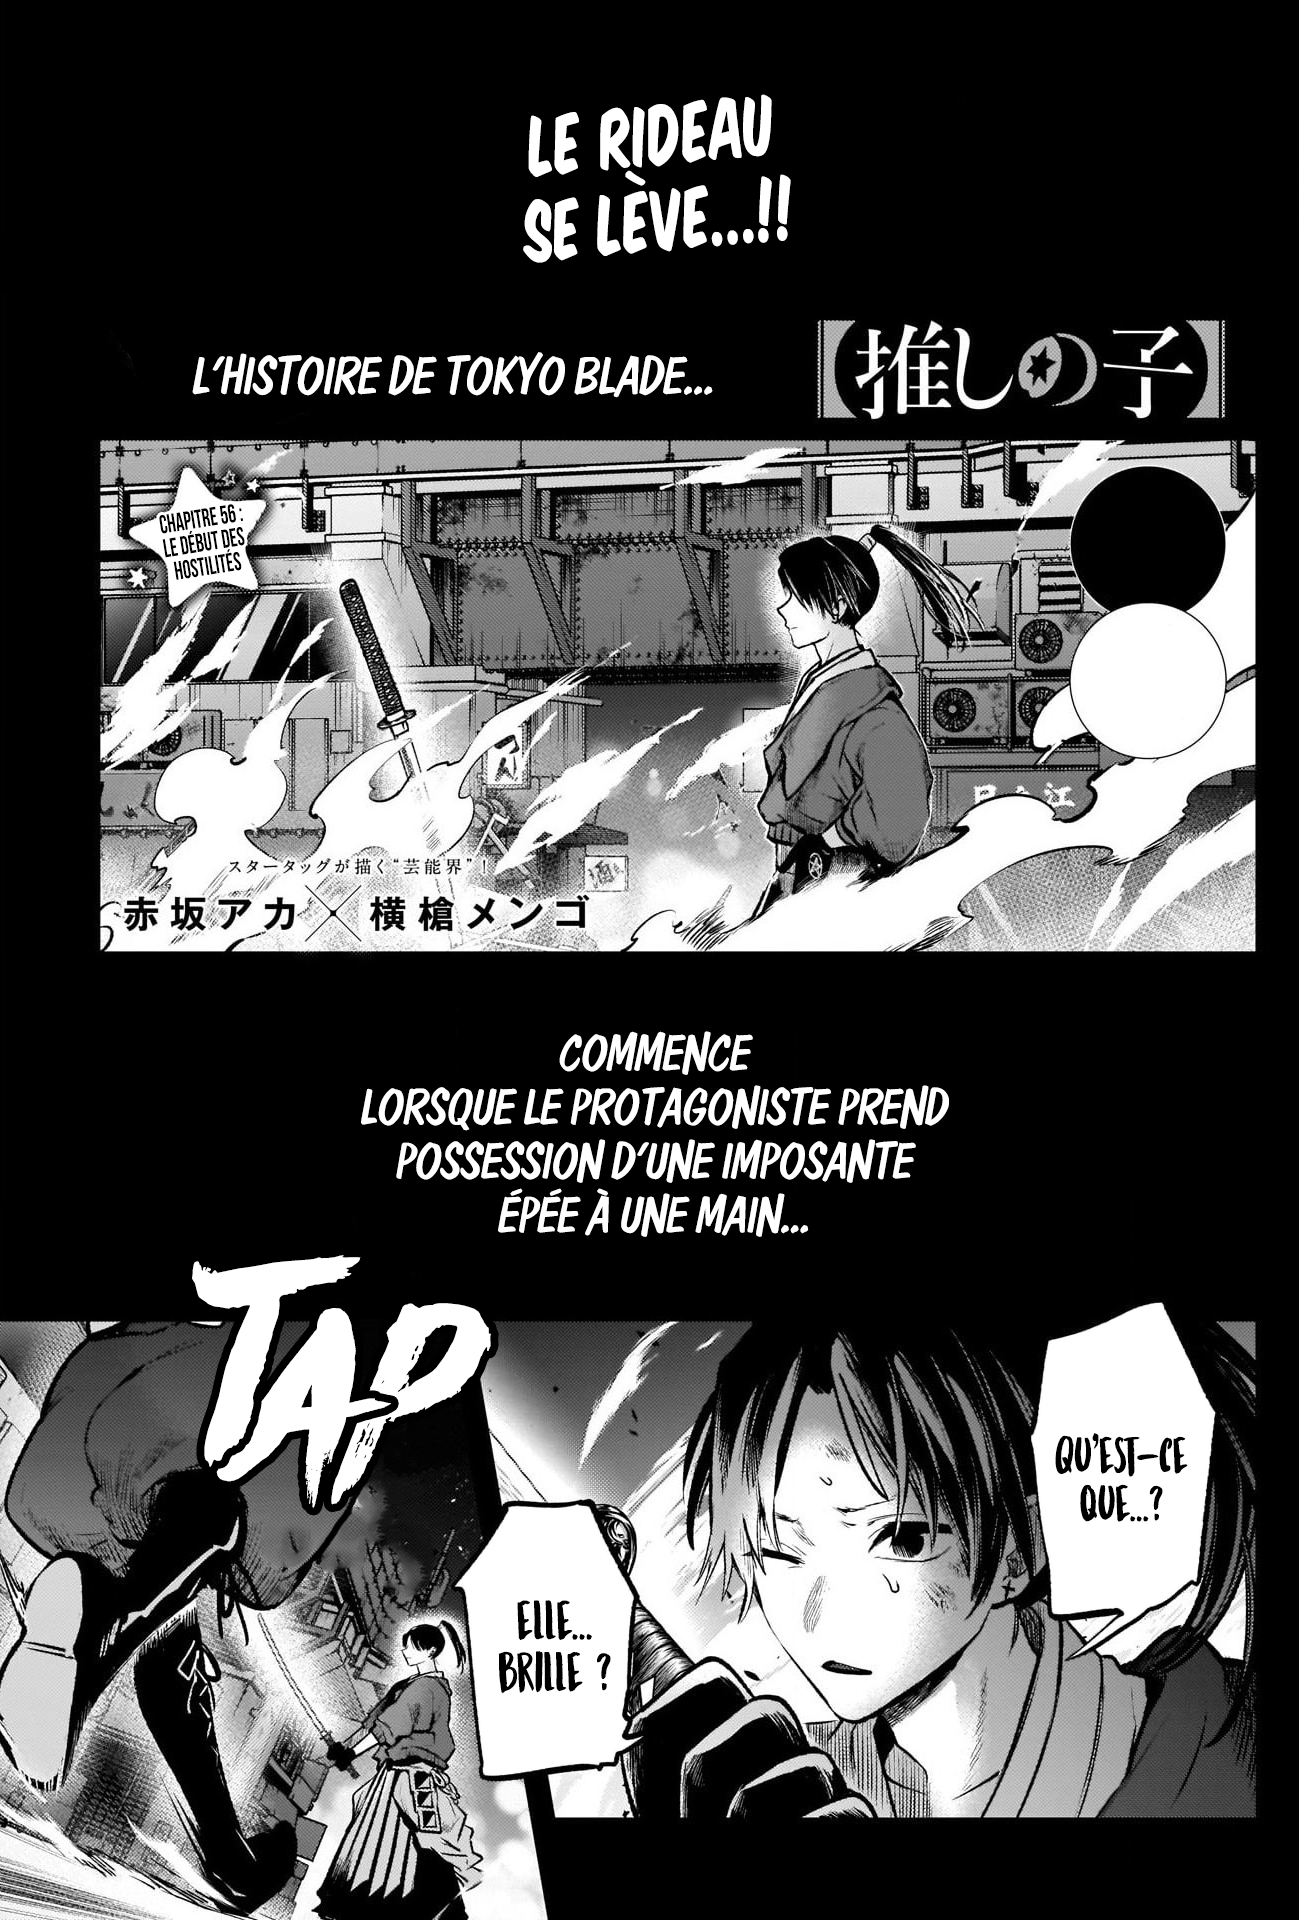 LE RIDEAU
SE LÈVE...!!
【推しの子】
L'HISTOIRE DE TOKYO BLADE...
CHAPITRE 56 :
LE DÉBUT DES
HOSTILITÉS
スタータッグが描く“芸能界”！
赤坂アカ×横槍メンゴ
COMMENCE
LORSQUE LE PROTAGONISTE PREND
POSSESSION D'UNE IMPOSANTE
ÉPÉE À UNE MAIN...
TAP
QU'EST-CE
QUE...?
ELLE...
BRILLE ?